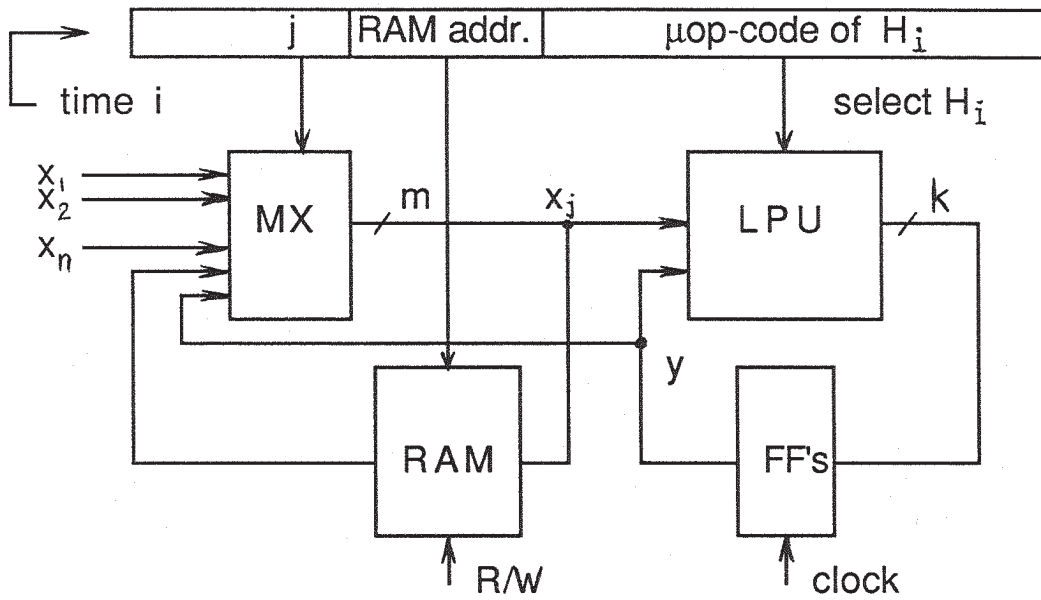 j RAM addr. μop-code of Hᵢ
time i
select Hᵢ
x₁
x₂
xₙ
MX
m
xⱼ
LPU
k
y
RAM
FF's
R/W
clock